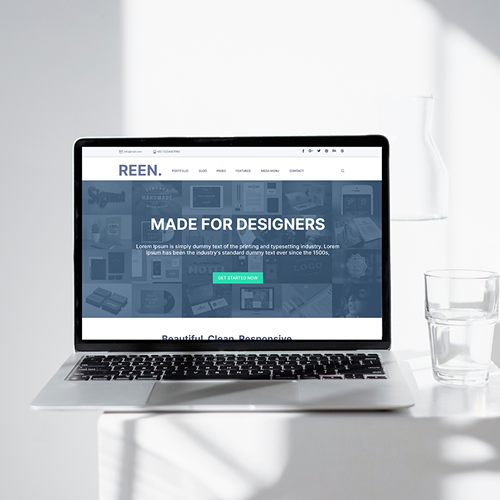 REEN.
PORTFOLIO BLOG PAGES FEATURES MEGA MENU CONTACT
MADE FOR DESIGNERS
Lorem Ipsum is simply dummy text of the printing and typesetting industry. Lorem
Ipsum has been the industry's standard dummy text ever since the 1500s,
GET STARTED NOW
Beautiful. Clean. Responsive.